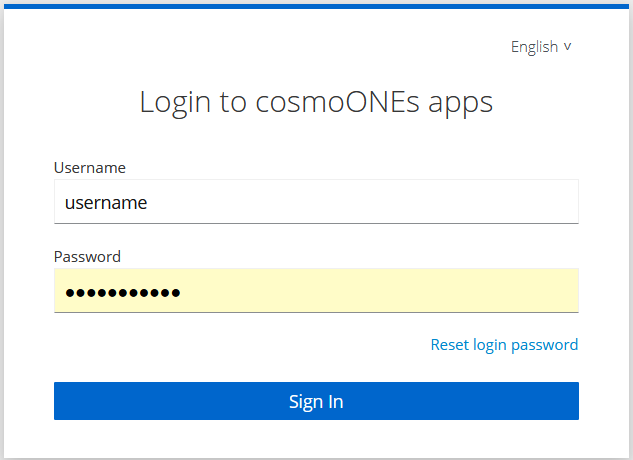 English
Login to cosmoONEs apps
Username
username
Password
•••••••••••
Reset login password
Sign In